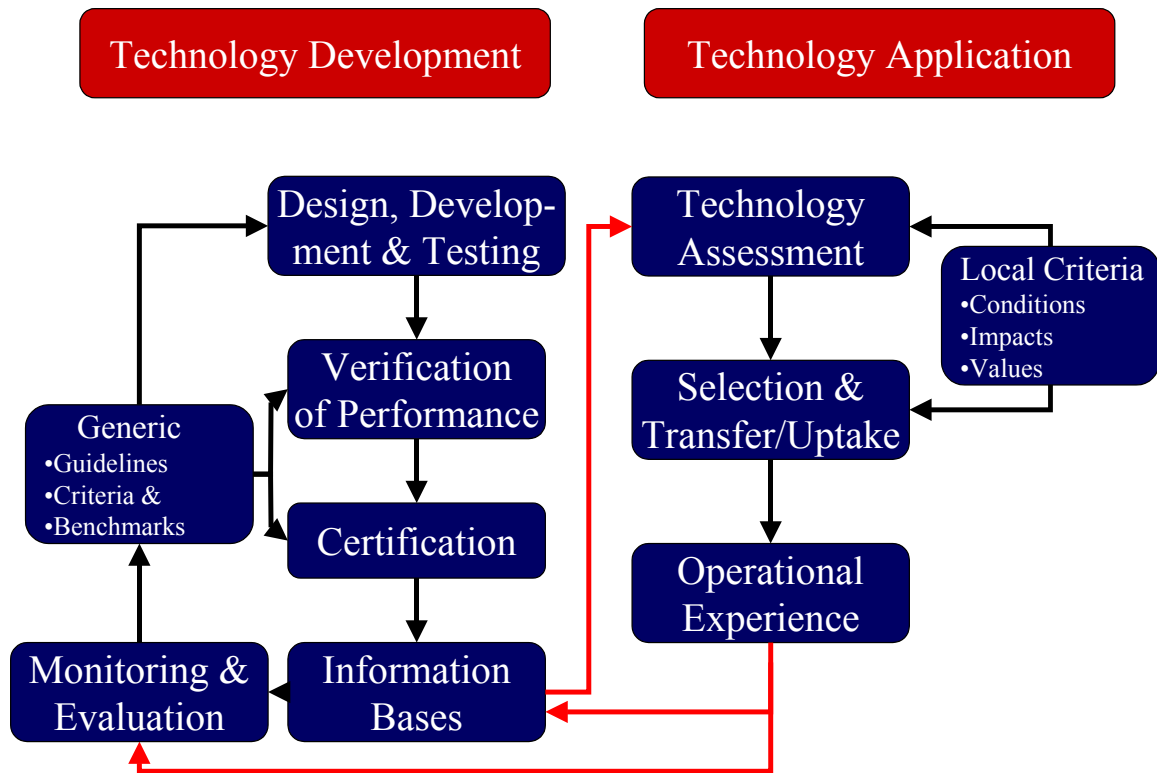 Technology Development
Technology Application
Design, Develop-
ment & Testing
Technology
Assessment
Local Criteria
•Conditions
•Impacts
•Values
Verification
of Performance
Selection &
Transfer/Uptake
Generic
•Guidelines
•Criteria &
•Benchmarks
Certification
Operational
Experience
Monitoring &
Evaluation
Information
Bases